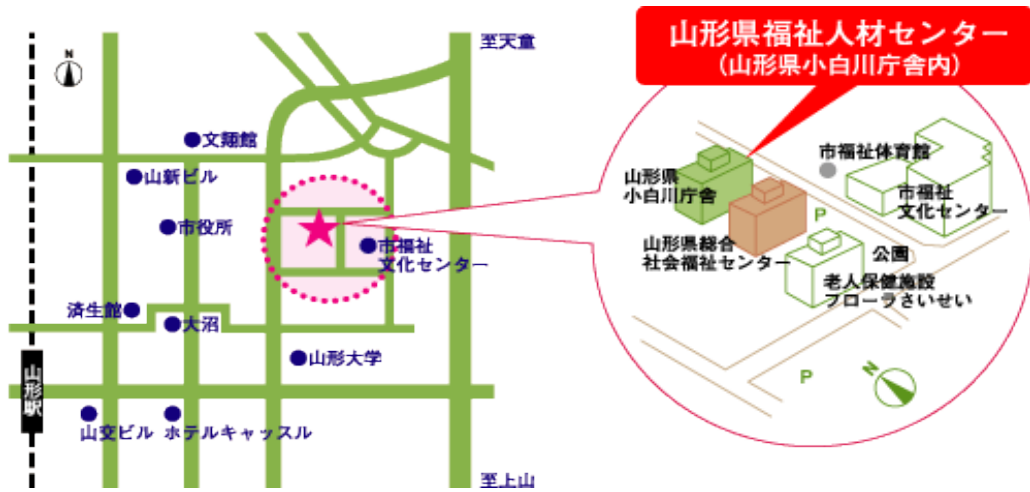 N
至天童
文翔館
山新ビル
市役所
市福祉
文化センター
済生館
大沼
山形大学
山形駅
山交ビル
ホテルキャッスル
至上山
山形県福祉人材センター
(山形県小白川庁舎内)
市福祉体育館
山形県
小白川庁舎
市福祉
文化センター
P
山形県総合
社会福祉センター
公園
老人保健施設
フローラさいせい
P
N